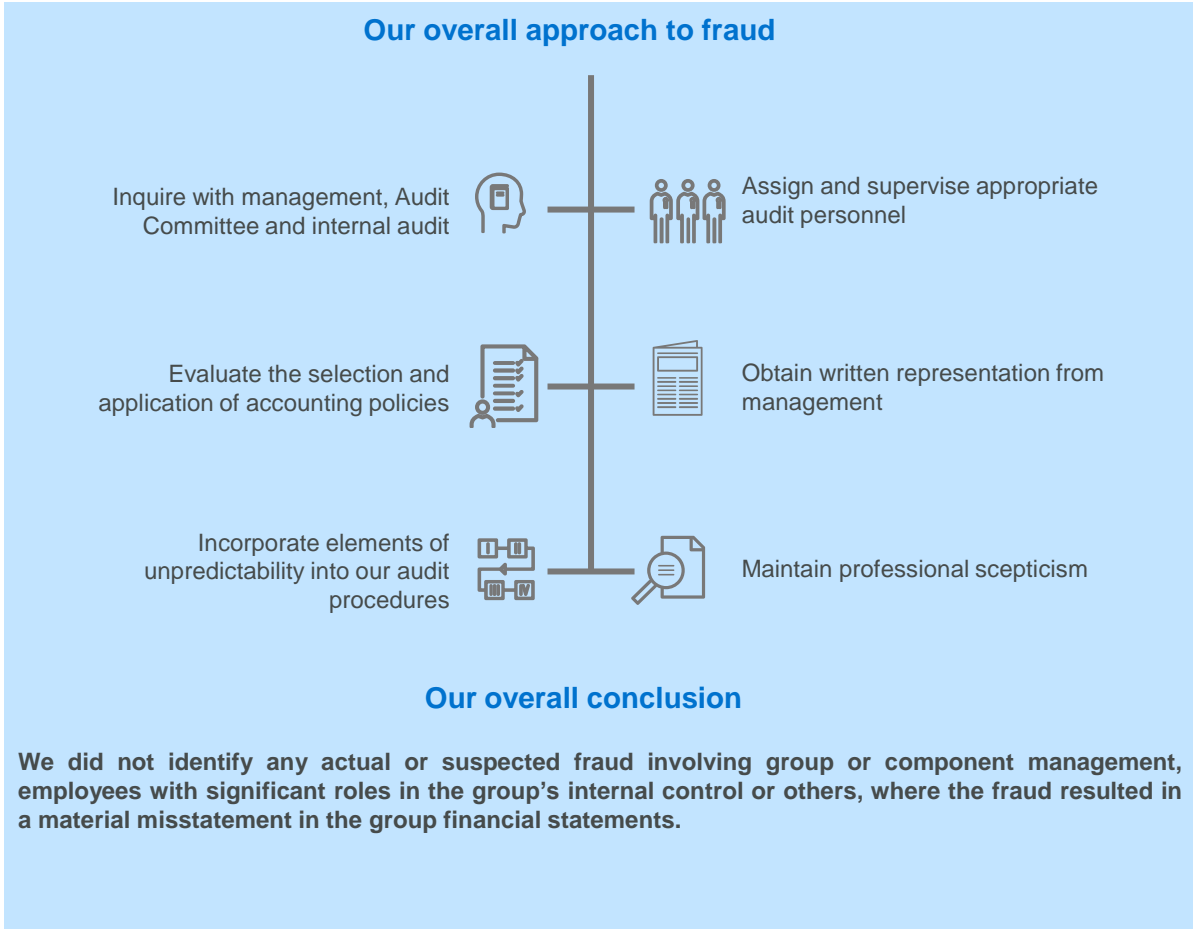 Our overall approach to fraud
Inquire with management, Audit
Committee and internal audit
Assign and supervise appropriate
audit personnel
Evaluate the selection and
application of accounting policies
Obtain written representation from
management
Incorporate elements of
unpredictability into our audit
procedures
I II
III IV
Maintain professional scepticism
Our overall conclusion
We did not identify any actual or suspected fraud involving group or component management,
employees with significant roles in the group's internal control or others, where the fraud resulted in
a material misstatement in the group financial statements.